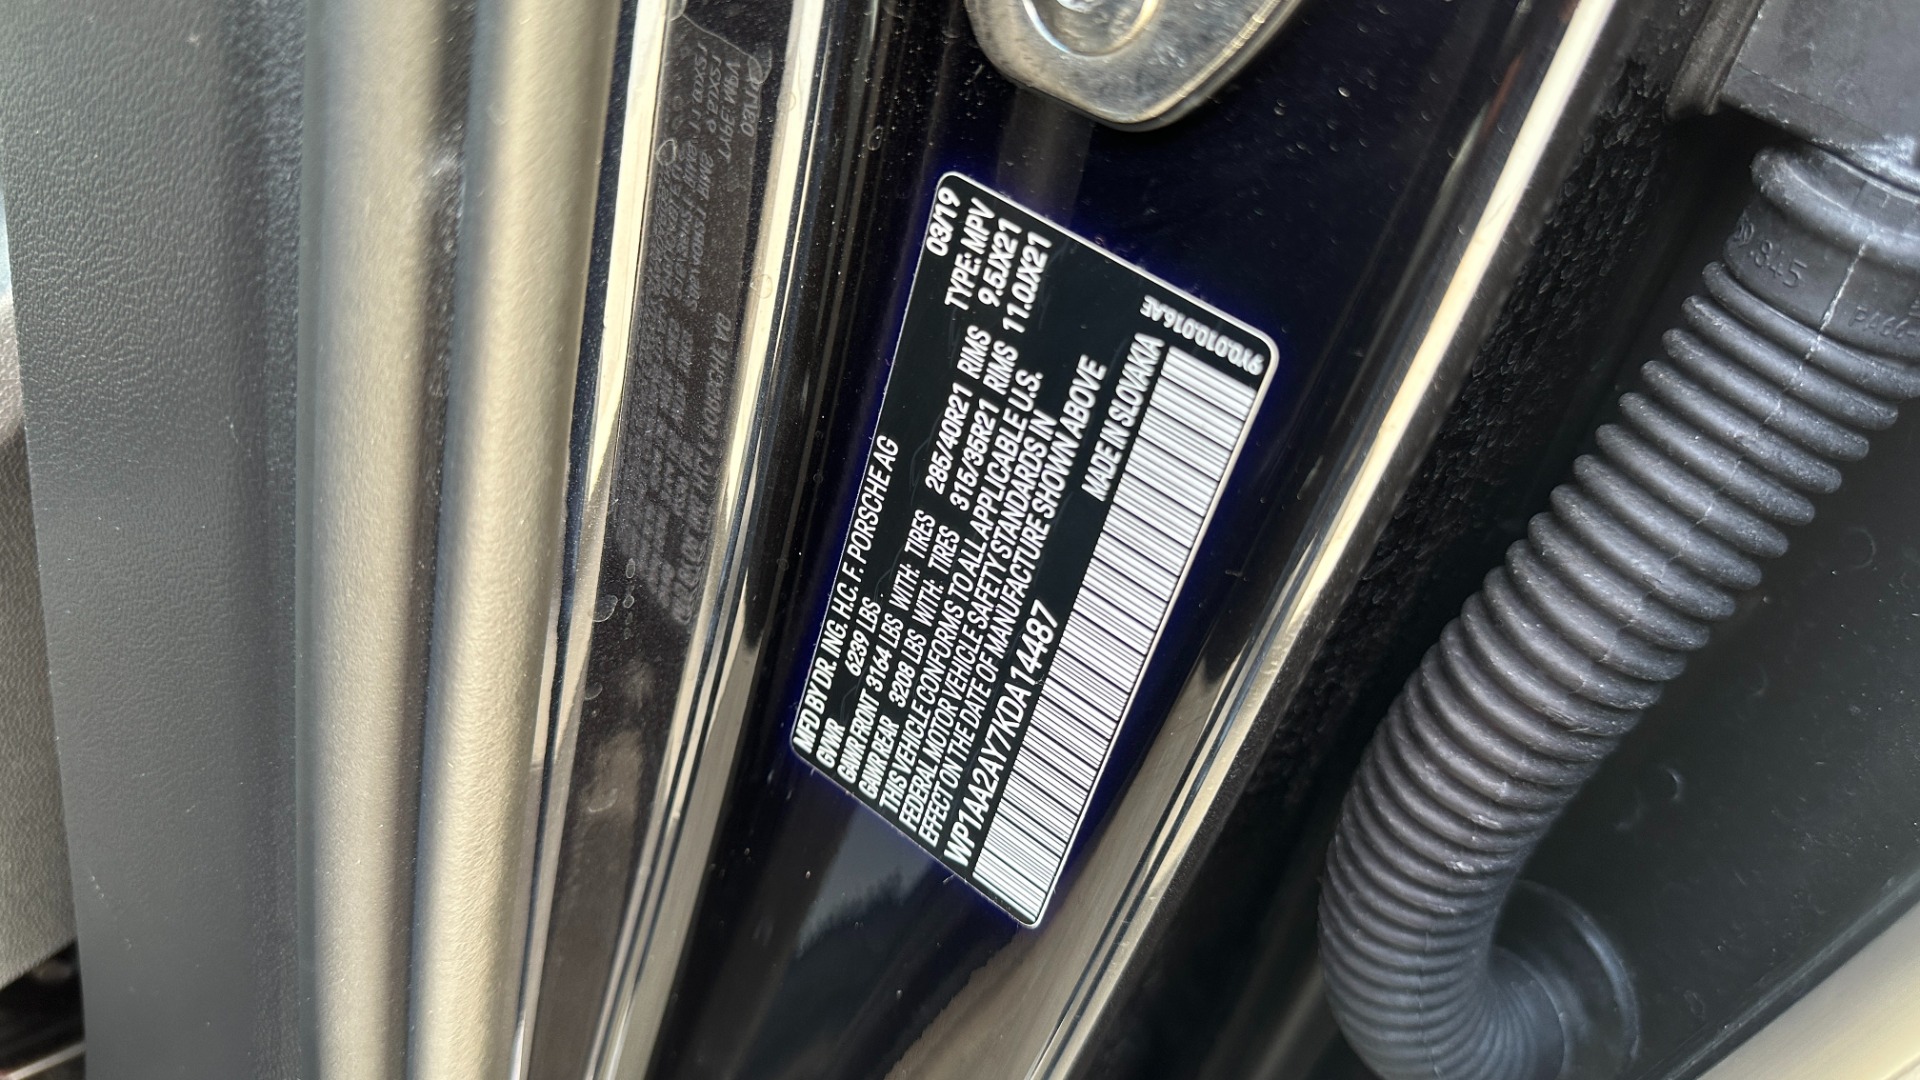 MFD BY DR. ING. H.C. F. PORSCHE AG 03/19
GVWR 6239 LBS TYPE: MPV
GAWR FRONT 3164 LBS WITH: TIRES 285/40R21 RIMS 9.5JX21
GAWR REAR 3208 LBS WITH: TIRES 315/35R21 RIMS 11.0JX21
THIS VEHICLE CONFORMS TO ALL APPLICABLE U.S.
FEDERAL MOTOR VEHICLE SAFETY STANDARDS IN
EFFECT ON THE DATE OF MANUFACTURE SHOWN ABOVE
WP1AA2AY7KDA14487 MADE IN SLOVAKIA
9Y0.010.016AE
845